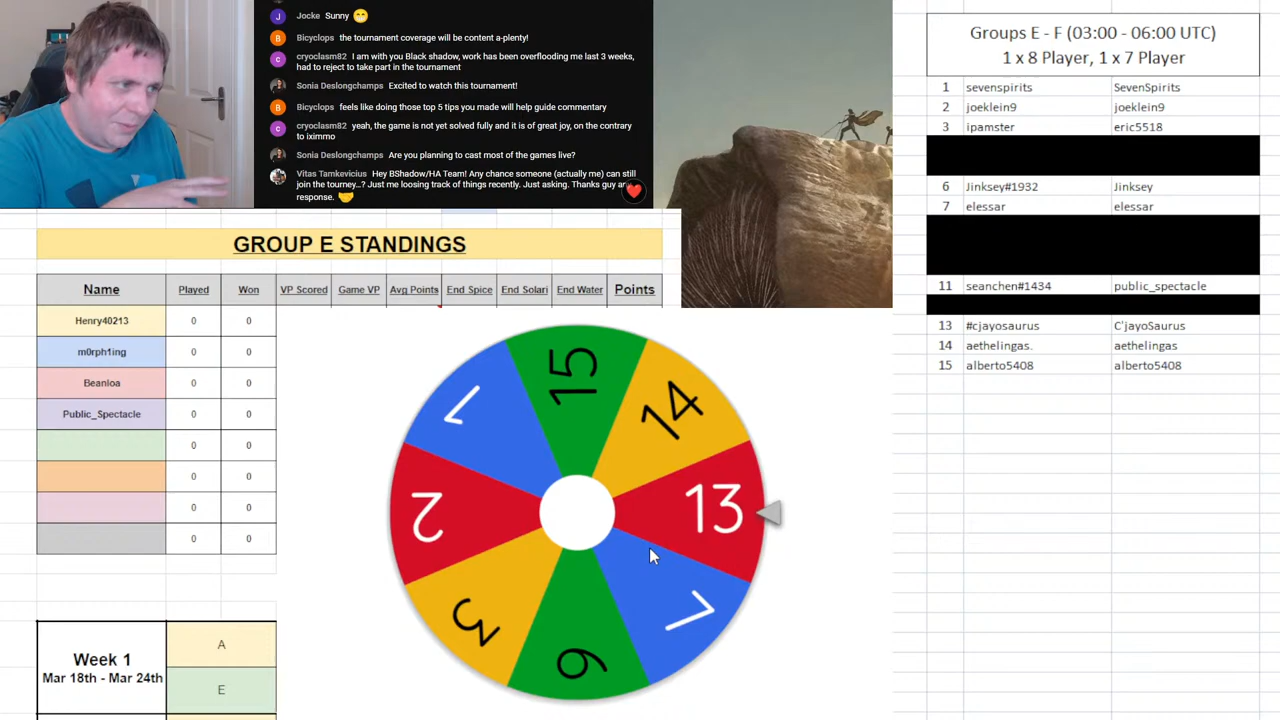 Jocke Sunny 😁
Bicyclops the tournament coverage will be content a-plenty!
cryoclasm82 I am with you Black shadow, work has been overflooding me last 3 weeks,
had to reject to take part in the tournament
Sonia Deslongchamps Excited to watch this tournament!
Bicyclops feels like doing those top 5 tips you made will help guide commentary
cryoclasm82 yeah, the game is not yet solved fully and it is of great joy, on the contrary
to iximmo
Sonia Deslongchamps Are you planning to cast most of the games live?
Vitas Tamkevicius Hey BShadow/HA Team! Any chance someone (actually me) can still
join the tourney...? Just me loosing track of things recently. Just asking. Thanks guy any
response. 🤝
GROUP E STANDINGS
Name Played Won VP Scored Game VP Avg Points End Spice End Solari End Water Points
Henry40213 0 0
m0rph1ing 0 0
Beanloa 0 0
Public_Spectacle 0 0
0 0
0 0
0 0
0 0
Week 1
Mar 18th - Mar 24th
A
E
15
14
13
7
6
3
2
1
Groups E - F (03:00 - 06:00 UTC)
1 x 8 Player, 1 x 7 Player
1 sevenspirits SevenSpirits
2 joeklein9 joeklein9
3 ipamster eric5518
6 Jinksey#1932 Jinksey
7 elessar elessar
11 seanchen#1434 public_spectacle
13 #cjayosaurus C'jayoSaurus
14 aethelingas. aethelingas
15 alberto5408 alberto5408